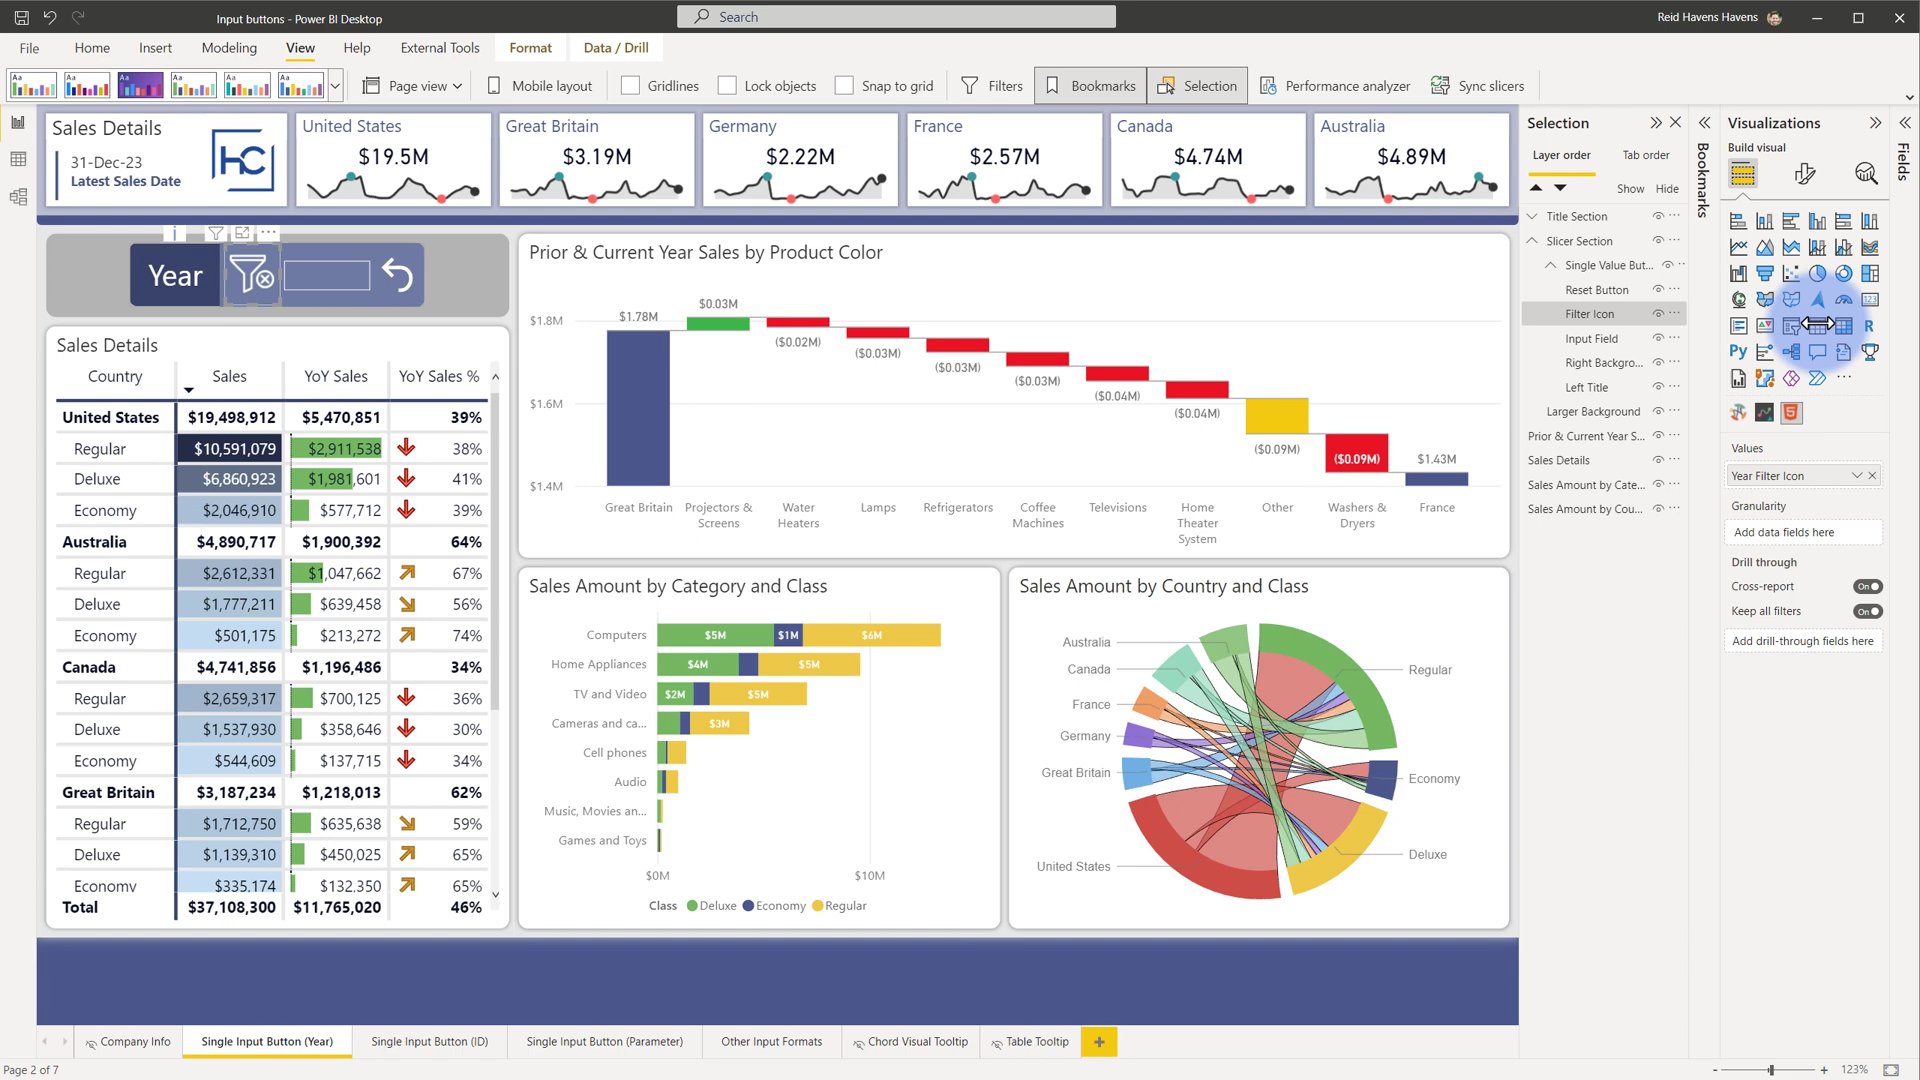 Input buttons - Power BI Desktop
Search
Reid Havens Havens
File
Home
Insert
Modeling
View
Help
External Tools
Format
Data / Drill
Aa
Aa
Aa
Aa
Aa
Aa
Page view
Mobile layout
Gridlines
Lock objects
Snap to grid
Filters
Bookmarks
Selection
Performance analyzer
Sync slicers
Sales Details
31-Dec-23
Latest Sales Date
HC
United States
$19.5M
Great Britain
$3.19M
Germany
$2.22M
France
$2.57M
Canada
$4.74M
Australia
$4.89M
Year
Sales Details
Country Sales YoY Sales YoY Sales %
United States $19,498,912 $5,470,851 39%
Regular $10,591,079 $2,911,538 38%
Deluxe $6,860,923 $1,981,601 41%
Economy $2,046,910 $577,712 39%
Australia $4,890,717 $1,900,392 64%
Regular $2,612,331 $1,047,662 67%
Deluxe $1,777,211 $639,458 56%
Economy $501,175 $213,272 74%
Canada $4,741,856 $1,196,486 34%
Regular $2,659,317 $700,125 36%
Deluxe $1,537,930 $358,646 30%
Economy $544,609 $137,715 34%
Great Britain $3,187,234 $1,218,013 62%
Regular $1,712,750 $635,638 59%
Deluxe $1,139,310 $450,025 65%
Economy $335,174 $132,350 65%
Total $37,108,300 $11,765,020 46%
Prior & Current Year Sales by Product Color
$1.8M
$1.6M
$1.4M
$1.78M
$0.03M
($0.02M)
($0.03M)
($0.03M)
($0.03M)
($0.04M)
($0.04M)
($0.09M)
($0.09M)
$1.43M
Great Britain
Projectors &
Screens
Water
Heaters
Lamps
Refrigerators
Coffee
Machines
Televisions
Home
Theater
System
Other
Washers &
Dryers
France
Sales Amount by Category and Class
Computers $5M $1M $6M
Home Appliances $4M $5M
TV and Video $2M $5M
Cameras and ca... $3M
Cell phones
Audio
Music, Movies an...
Games and Toys
$0M $10M
Class Deluxe Economy Regular
Sales Amount by Country and Class
Australia
Canada
France
Germany
Great Britain
United States
Regular
Economy
Deluxe
Selection
Layer order
Tab order
Show
Hide
Title Section
Slicer Section
Single Value But...
Reset Button
Filter Icon
Input Field
Right Backgro...
Left Title
Larger Background
Prior & Current Year S...
Sales Details
Sales Amount by Cate...
Sales Amount by Cou...
Bookmarks
Visualizations
Build visual
123
R
Py
Values
Year Filter Icon
Granularity
Add data fields here
Drill through
Cross-report
On
Keep all filters
On
Add drill-through fields here
Fields
Company Info
Single Input Button (Year)
Single Input Button (ID)
Single Input Button (Parameter)
Other Input Formats
Chord Visual Tooltip
Table Tooltip
Page 2 of 7
- + 123%